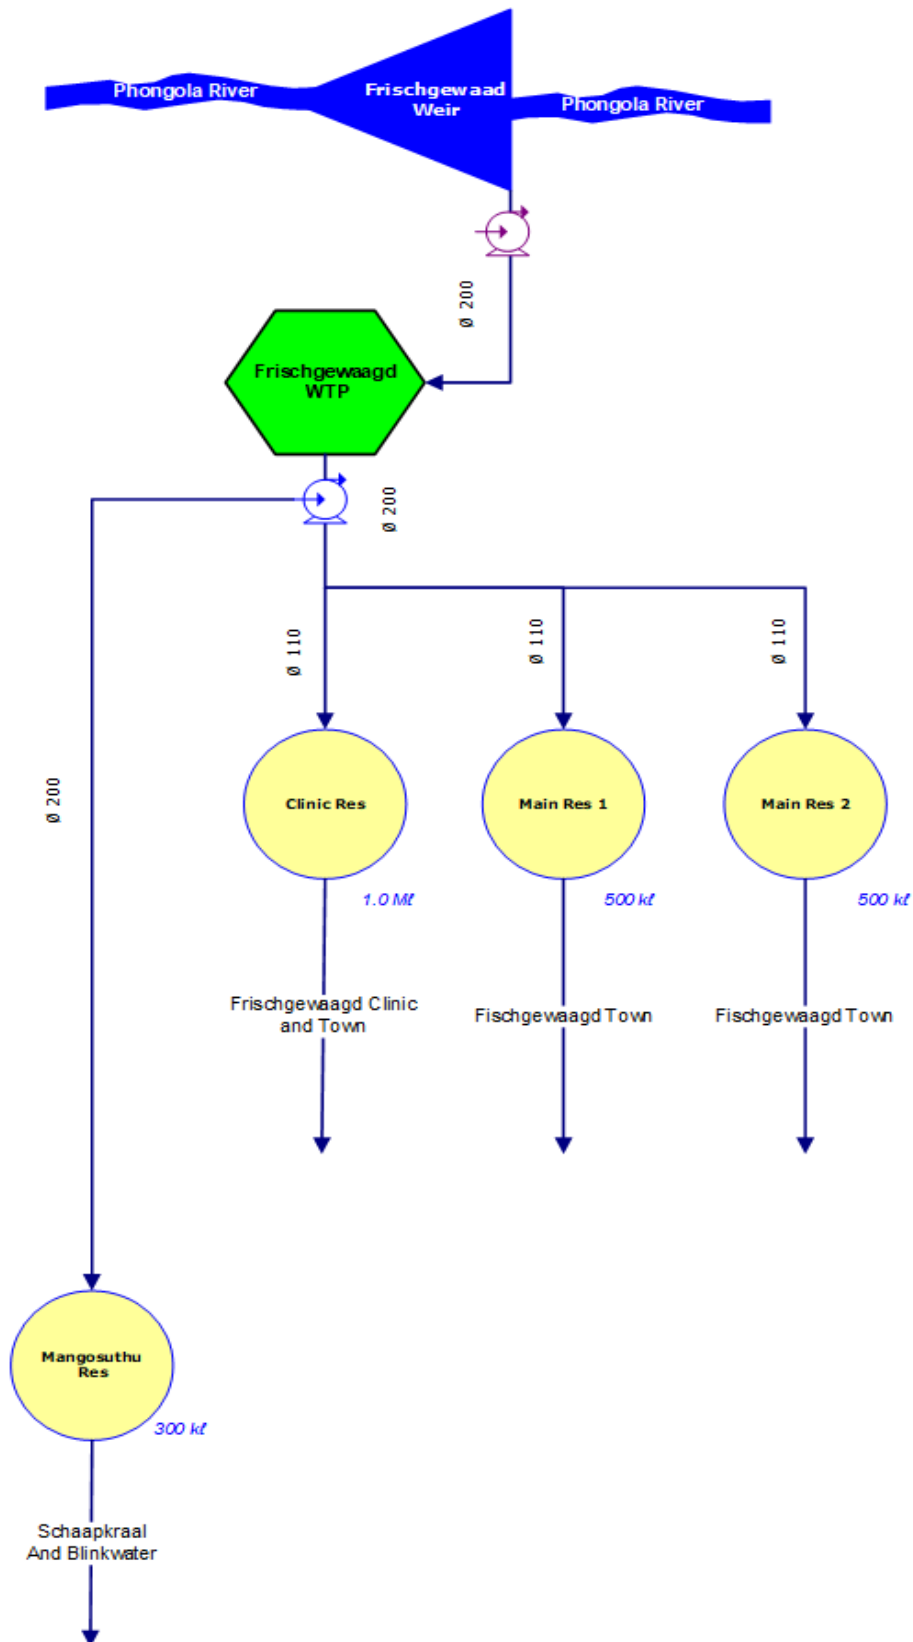 Phongola River
Frischgewaad
Weir
Phongola River
Ø 200
Frischgewaagd
WTP
Ø 200
Ø 110
Ø 110
Ø 110
Ø 200
Clinic Res
Main Res 1
Main Res 2
1.0 Mℓ
500 kℓ
500 kℓ
Frischgewaagd Clinic
and Town
Fischgewaagd Town
Fischgewaagd Town
Mangosuthu
Res
300 kℓ
Schaapkraal
And Blinkwater